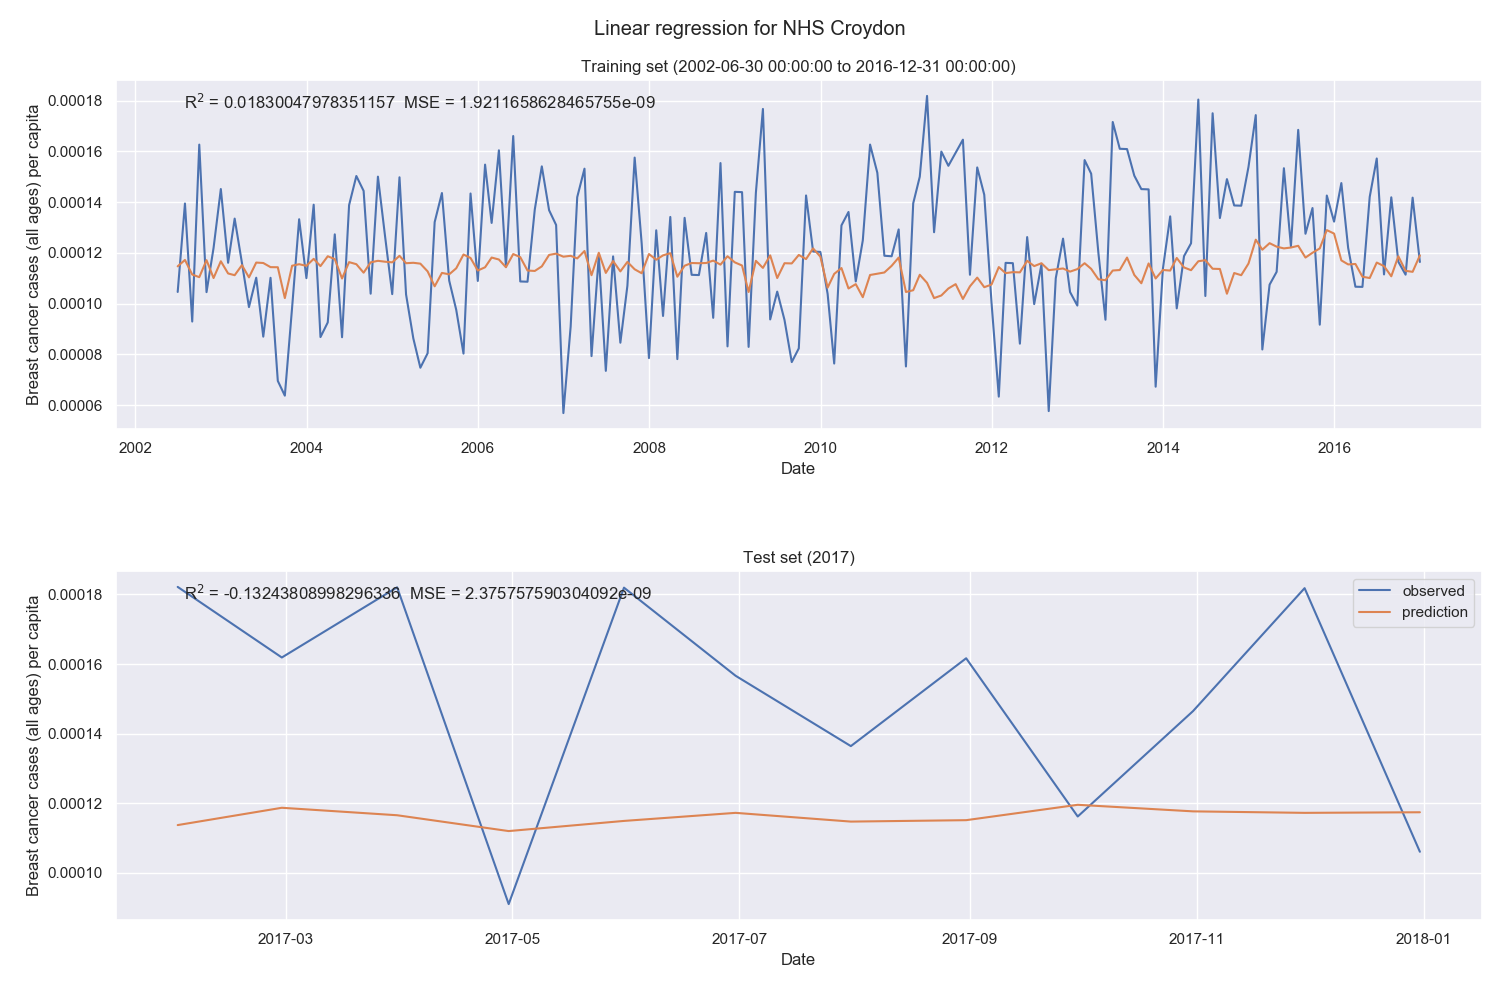 Linear regression for NHS Croydon
Training set (2002-06-30 00:00:00 to 2016-12-31 00:00:00)
R² = 0.01830047978351157 MSE = 1.9211658628465755e-09
Breast cancer cases (all ages) per capita
0.00018
0.00016
0.00014
0.00012
0.00010
0.00008
0.00006
2002 2004 2006 2008 2010 2012 2014 2016
Date
Test set (2017)
R² = -0.13243808998296336 MSE = 2.3757575903040​92e-09
observed
prediction
Breast cancer cases (all ages) per capita
0.00018
0.00016
0.00014
0.00012
0.00010
2017-03 2017-05 2017-07 2017-09 2017-11 2018-01
Date